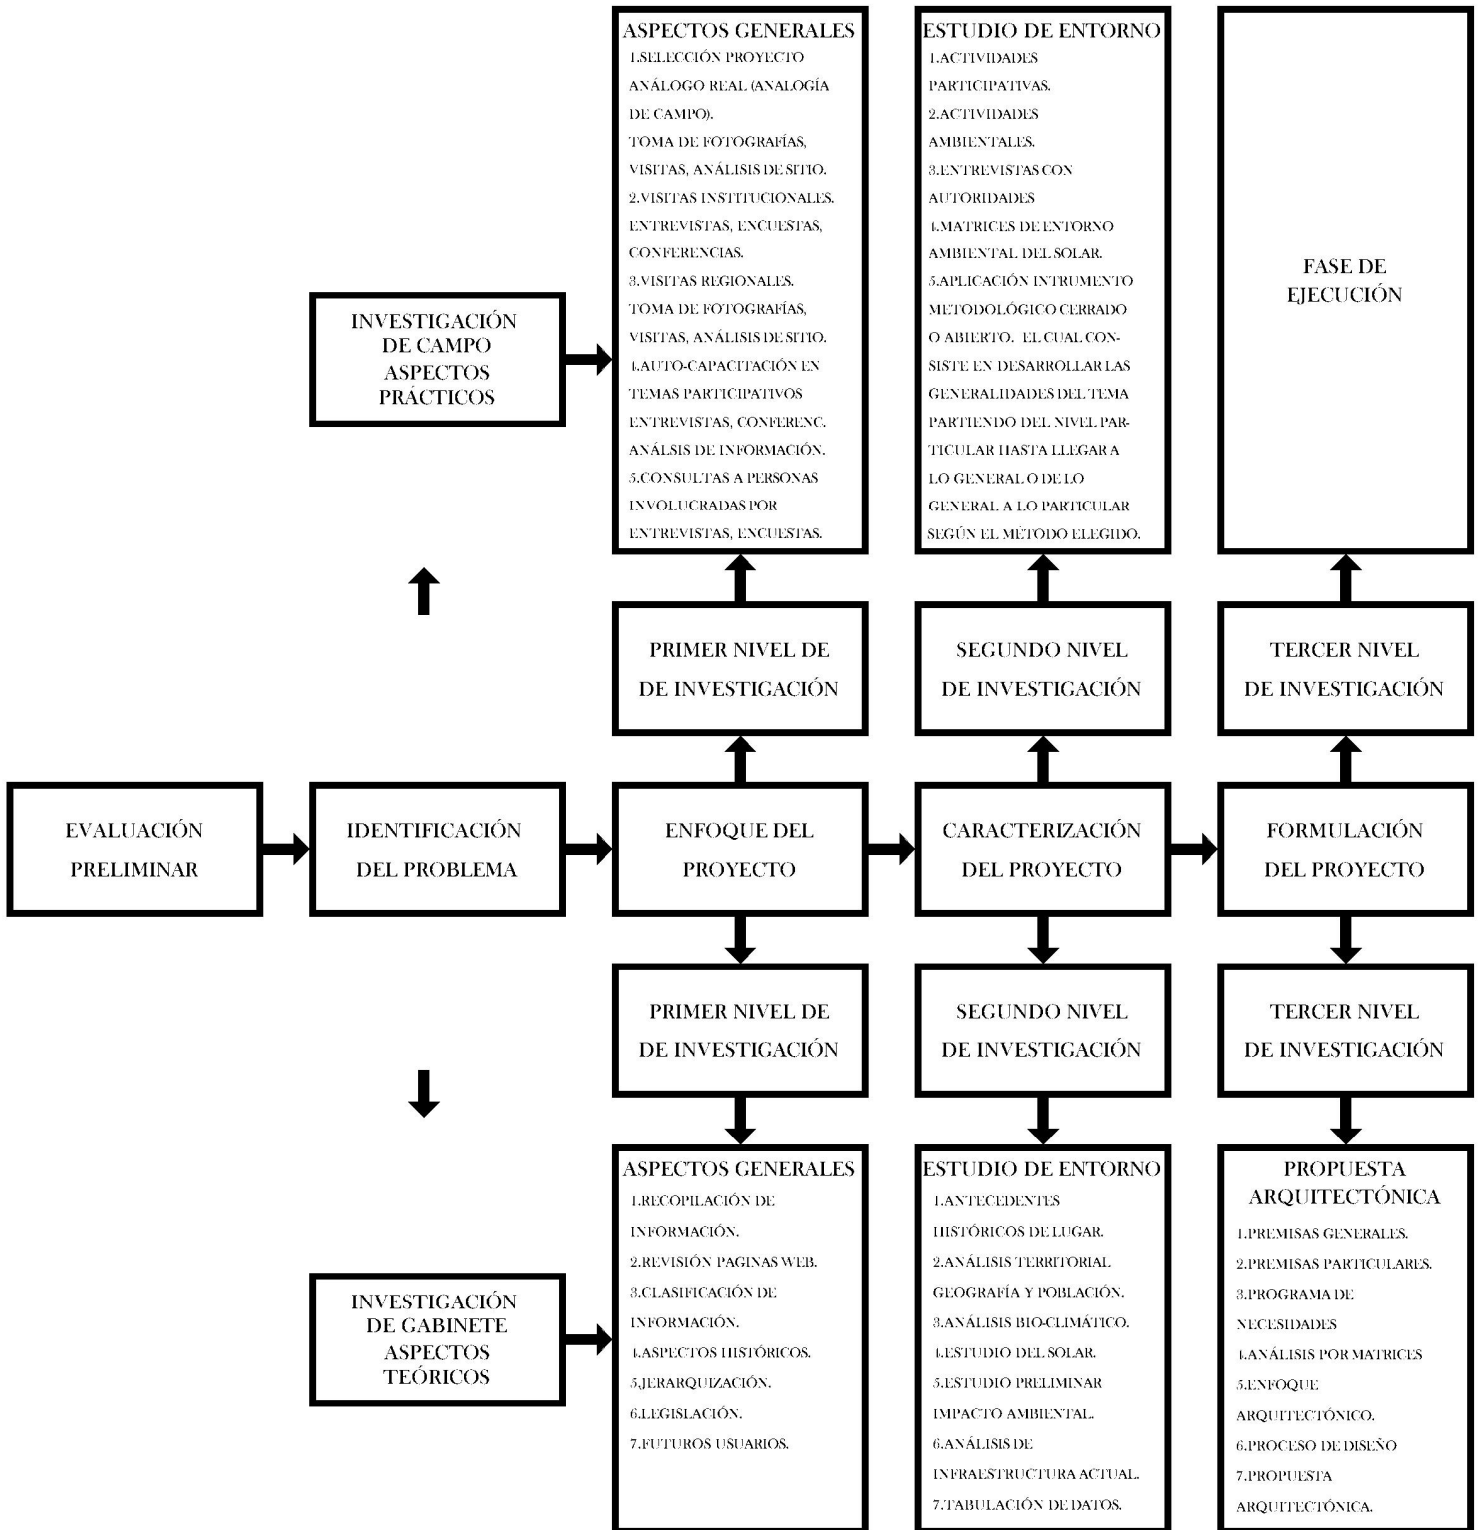 ASPECTOS GENERALES
1.SELECCIÓN PROYECTO
ANÁLOGO REAL (ANALOGÍA
DE CAMPO).
TOMA DE FOTOGRAFÍAS,
VISITAS, ANÁLISIS DE SITIO.
2.VISITAS INSTITUCIONALES.
ENTREVISTAS, ENCUESTAS,
CONFERENCIAS.
3.VISITAS REGIONALES.
TOMA DE FOTOGRAFÍAS,
VISITAS, ANÁLISIS DE SITIO.
4.AUTO-CAPACITACIÓN EN
TEMAS PARTICIPATIVOS
ENTREVISTAS, CONFERENC.
ANÁLSIS DE INFORMACIÓN.
5.CONSULTAS A PERSONAS
INVOLUCRADAS POR
ENTREVISTAS, ENCUESTAS.
ESTUDIO DE ENTORNO
1.ACTIVIDADES
PARTICIPATIVAS.
2.ACTIVIDADES
AMBIENTALES.
3.ENTREVISTAS CON
AUTORIDADES
4.MATRICES DE ENTORNO
AMBIENTAL DEL SOLAR.
5.APLICACIÓN INTRUMENTO
METODOLÓGICO CERRADO
O ABIERTO. EL CUAL CON-
SISTE EN DESARROLLAR LAS
GENERALIDADES DEL TEMA
PARTIENDO DEL NIVEL PAR-
TICULAR HASTA LLEGAR A
LO GENERAL O DE LO
GENERAL A LO PARTICULAR
SEGÚN EL MÉTODO ELEGIDO.
FASE DE
EJECUCIÓN
INVESTIGACIÓN
DE CAMPO
ASPECTOS
PRÁCTICOS
PRIMER NIVEL DE
DE INVESTIGACIÓN
SEGUNDO NIVEL
DE INVESTIGACIÓN
TERCER NIVEL
DE INVESTIGACIÓN
EVALUACIÓN
PRELIMINAR
IDENTIFICACIÓN
DEL PROBLEMA
ENFOQUE DEL
PROYECTO
CARACTERIZACIÓN
DEL PROYECTO
FORMULACIÓN
DEL PROYECTO
PRIMER NIVEL DE
DE INVESTIGACIÓN
SEGUNDO NIVEL
DE INVESTIGACIÓN
TERCER NIVEL
DE INVESTIGACIÓN
INVESTIGACIÓN
DE GABINETE
ASPECTOS
TEÓRICOS
ASPECTOS GENERALES
1.RECOPILACIÓN DE
INFORMACIÓN.
2.REVISIÓN PAGINAS WEB.
3.CLASIFICACIÓN DE
INFORMACIÓN.
4.ASPECTOS HISTÓRICOS.
5.JERARQUIZACIÓN.
6.LEGISLACIÓN.
7.FUTUROS USUARIOS.
ESTUDIO DE ENTORNO
1.ANTECEDENTES
HISTÓRICOS DE LUGAR.
2.ANÁLISIS TERRITORIAL
GEOGRAFÍA Y POBLACIÓN.
3.ANÁLISIS BIO-CLIMÁTICO.
4.ESTUDIO DEL SOLAR.
5.ESTUDIO PRELIMINAR
IMPACTO AMBIENTAL.
6.ANÁLISIS DE
INFRAESTRUCTURA ACTUAL.
7.TABULACIÓN DE DATOS.
PROPUESTA
ARQUITECTÓNICA
1.PREMISAS GENERALES.
2.PREMISAS PARTICULARES.
3.PROGRAMA DE
NECESIDADES
4.ANÁLISIS POR MATRICES
5.ENFOQUE
ARQUITECTÓNICO.
6.PROCESO DE DISEÑO
7.PROPUESTA
ARQUITECTÓNICA.